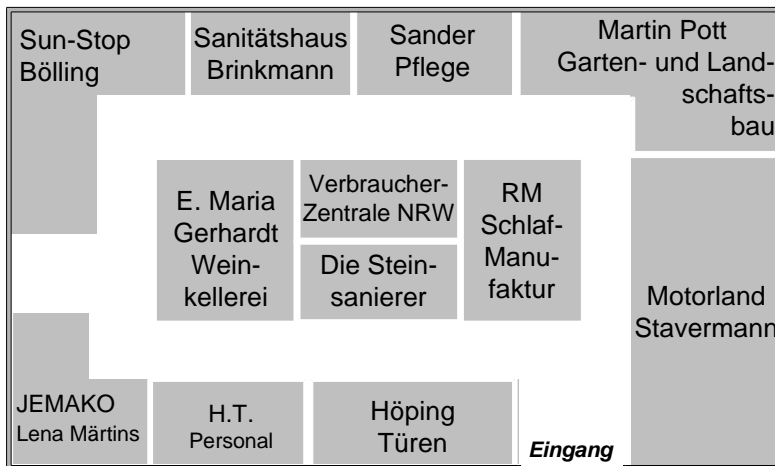 Sun-Stop
Bölling
Sanitätshaus
Brinkmann
Sander
Pflege
Martin Pott
Garten- und Land-
schafts-
bau
E. Maria
Gerhardt
Wein-
kellerei
Verbraucher-
Zentrale NRW
Die Stein-
sanierer
RM
Schlaf-
Manu-
faktur
Motorland
Stavermann
JEMAKO
Lena Märtins
H.T.
Personal
Höping
Türen
Eingang